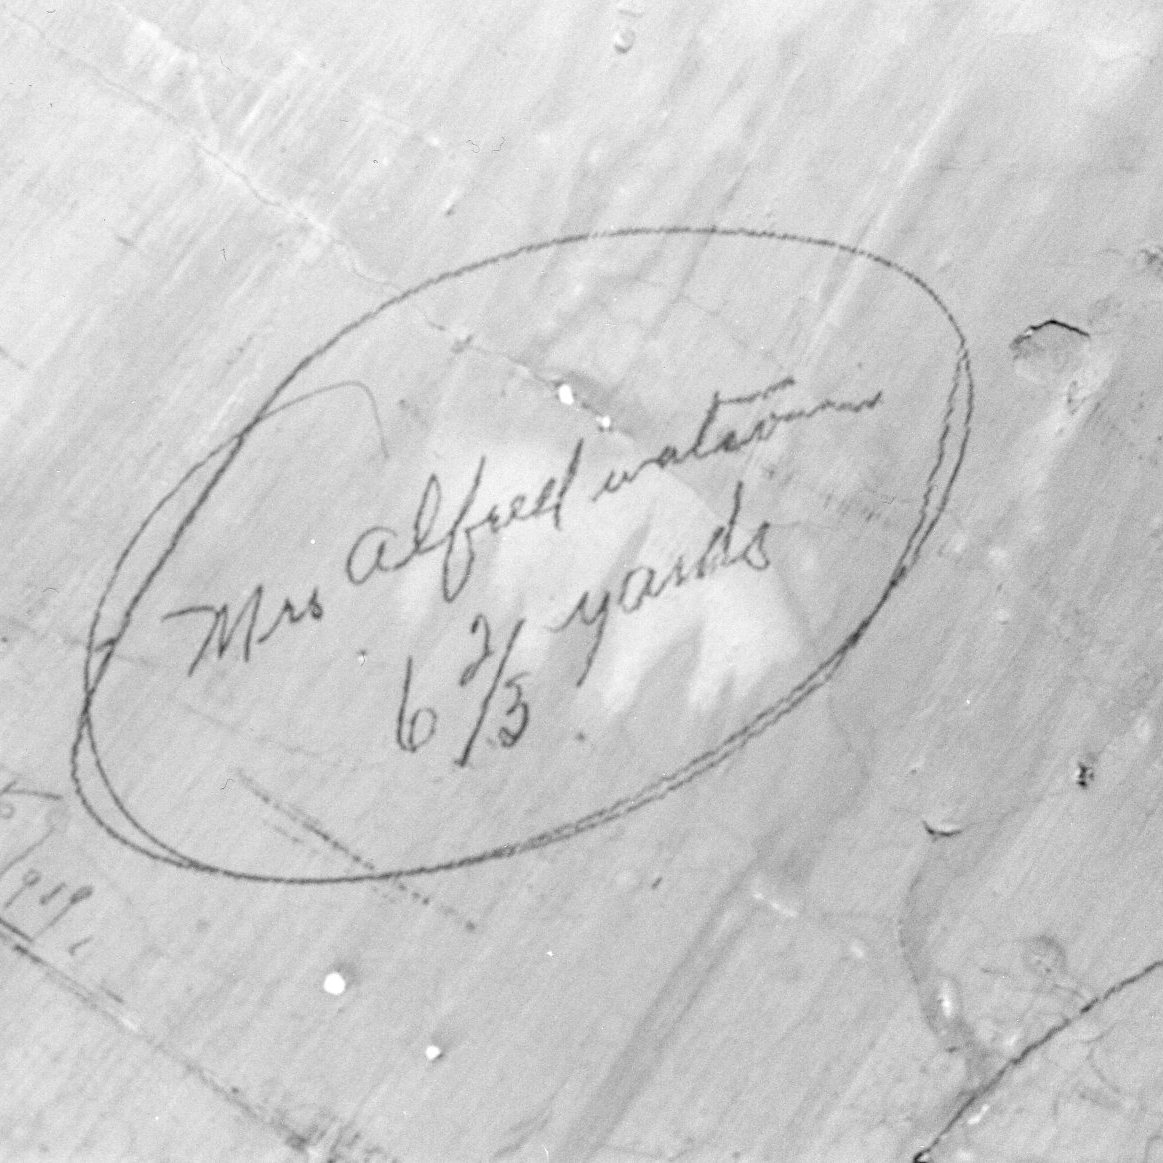 Mrs Alfred Watson
6 2/3 yards